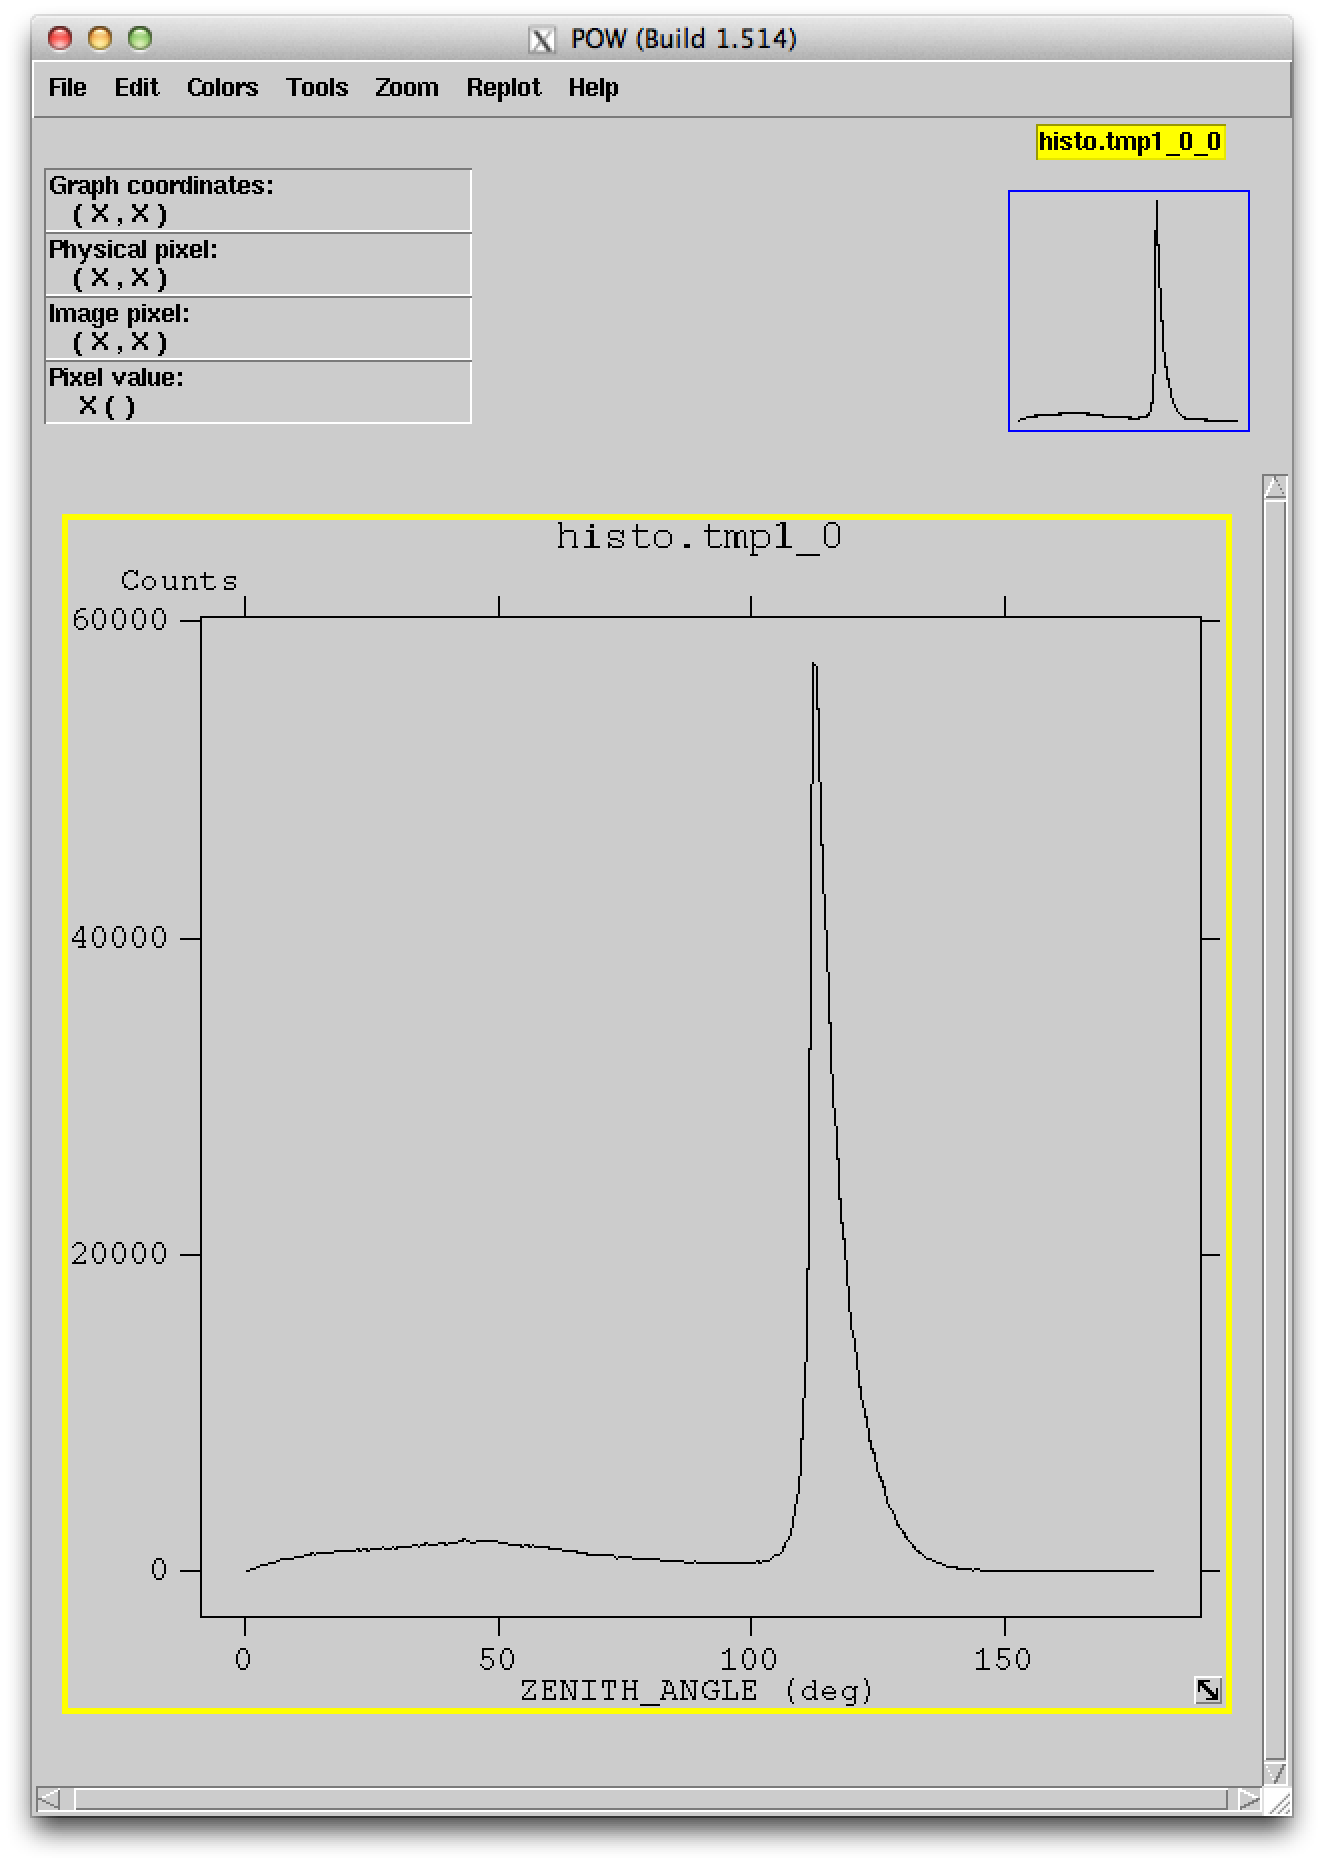 POW (Build 1.514)
File Edit Colors Tools Zoom Replot Help
histo.tmp1_0_0
Graph coordinates:
(X,X)
Physical pixel:
(X,X)
Image pixel:
(X,X)
Pixel value:
X()
histo.tmp1_0
Counts
60000
40000
20000
0
0 50 100 150
ZENITH_ANGLE (deg)